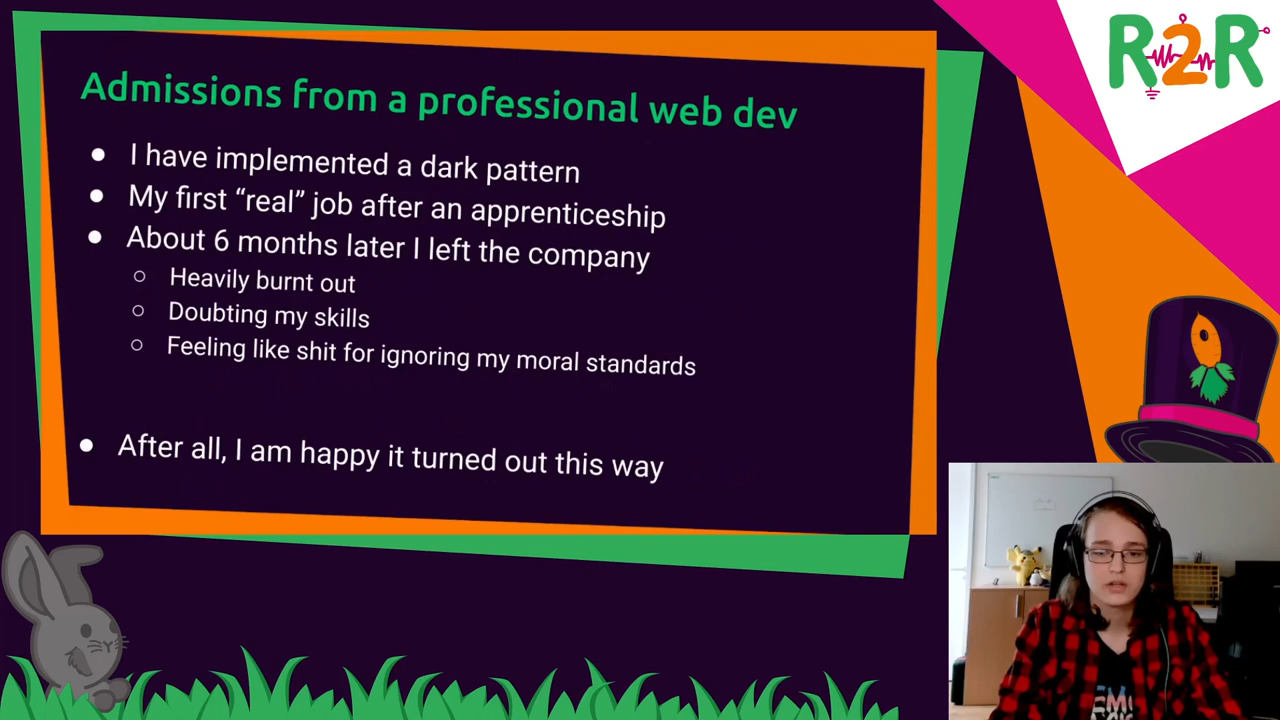 Admissions from a professional web dev
R2R
I have implemented a dark pattern
My first “real” job after an apprenticeship
About 6 months later I left the company
Heavily burnt out
Doubting my skills
Feeling like shit for ignoring my moral standards
After all, I am happy it turned out this way